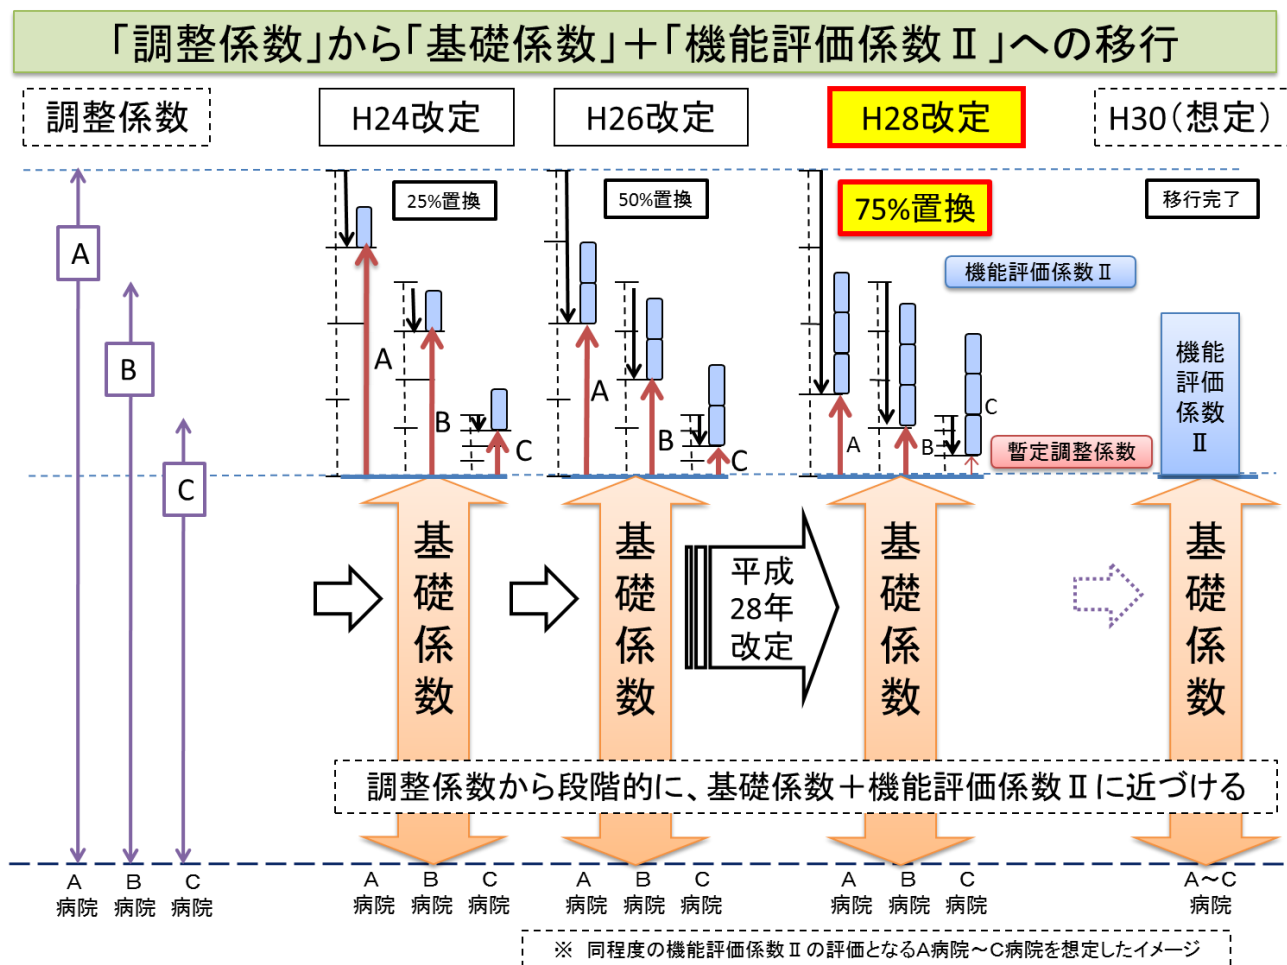 「調整係数」から「基礎係数」＋「機能評価係数Ⅱ」への移行
調整係数
H24改定
H26改定
H28改定
H30（想定）
25%置換
50%置換
75%置換
移行完了
A
B
C
A
B
C
A
B
C
A
B
C
機能評価係数Ⅱ
暫定調整係数
機能
評価
係数
Ⅱ
基礎係数
基礎係数
平成
28年
改定
基礎係数
基礎係数
調整係数から段階的に、基礎係数＋機能評価係数Ⅱに近づける
A
病院
B
病院
C
病院
A
病院
B
病院
C
病院
A
病院
B
病院
C
病院
A
病院
B
病院
C
病院
A～C
病院
※ 同程度の機能評価係数Ⅱの評価となるA病院～C病院を想定したイメージ